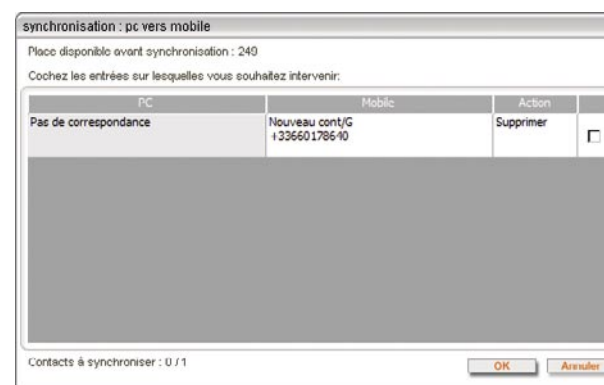 synchronisation : pc vers mobile
Place disponible avant synchronisation : 249
Cochez les entrées sur lesquelles vous souhaitez intervenir:
PC Mobile Action
Pas de correspondance Nouveau cont/G Supprimer
+33660178640
Contacts à synchroniser : 0 / 1
OK Annuler